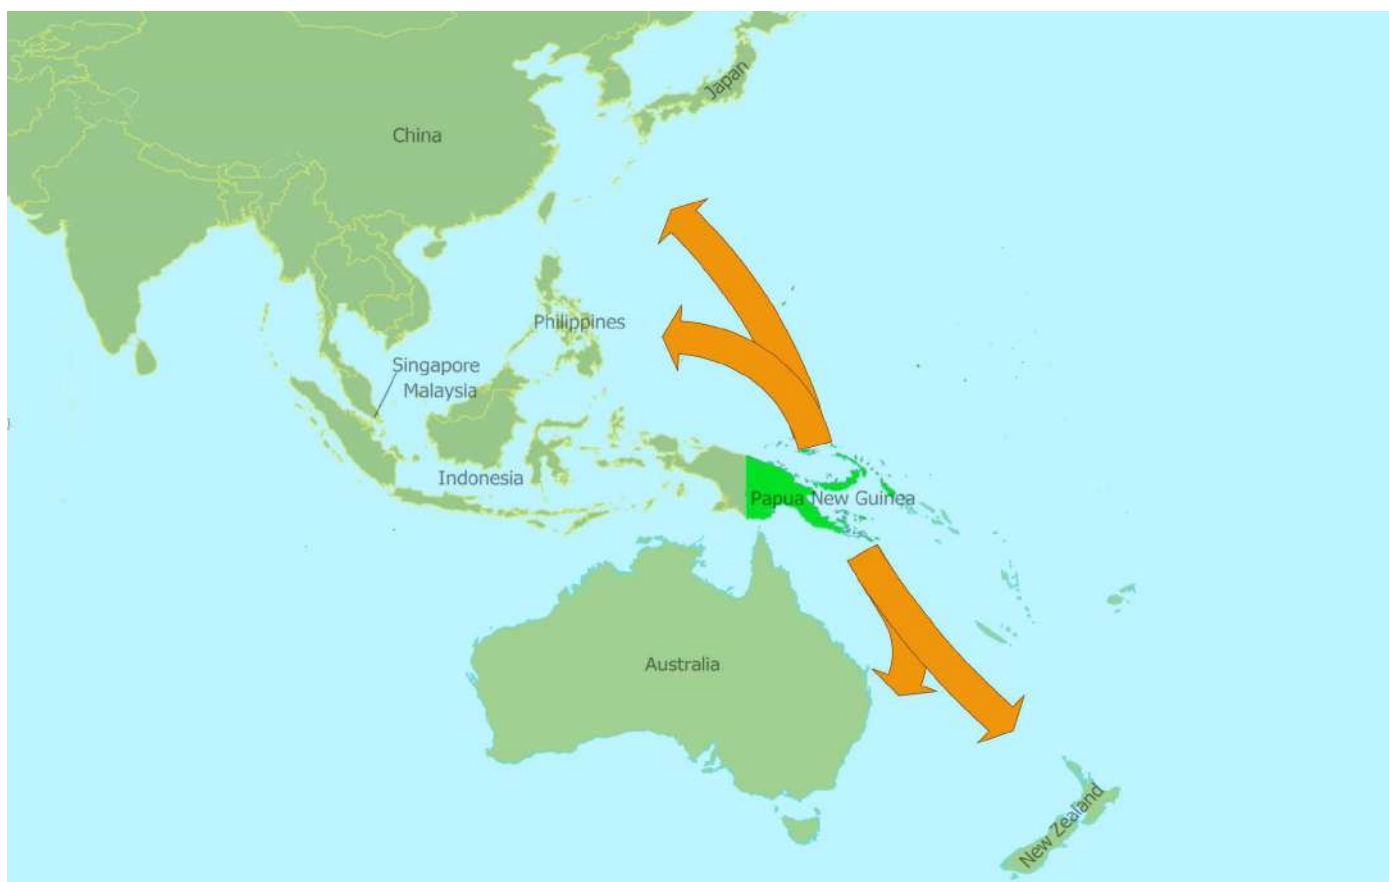 Japan
China
Philippines
Singapore
Malaysia
Indonesia
Papua New Guinea
Australia
New Zealand